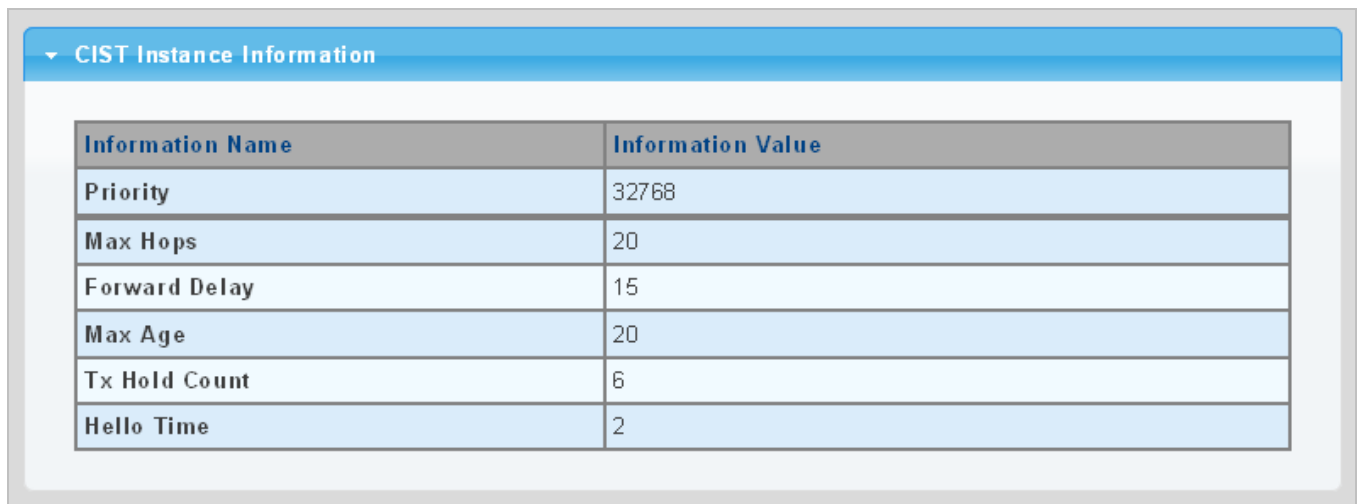 CIST Instance Information
Information Name Information Value
Priority 32768
Max Hops 20
Forward Delay 15
Max Age 20
Tx Hold Count 6
Hello Time 2